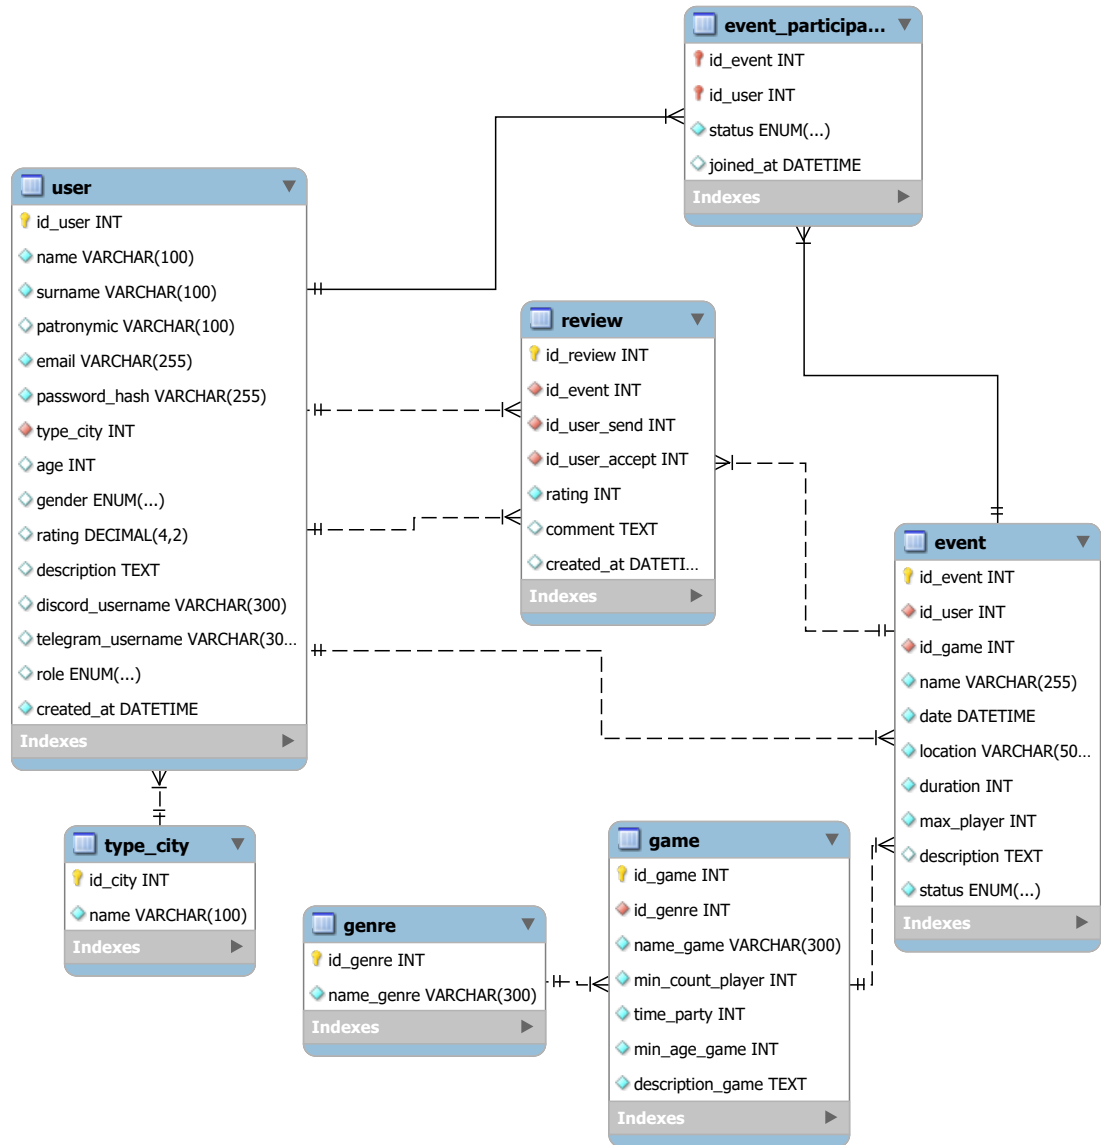 event_participa...
id_event INT
id_user INT
status ENUM(...)
joined_at DATETIME
Indexes
user
id_user INT
name VARCHAR(100)
surname VARCHAR(100)
patronymic VARCHAR(100)
email VARCHAR(255)
password_hash VARCHAR(255)
type_city INT
age INT
gender ENUM(...)
rating DECIMAL(4,2)
description TEXT
discord_username VARCHAR(300)
telegram_username VARCHAR(30...
role ENUM(...)
created_at DATETIME
Indexes
review
id_review INT
id_event INT
id_user_send INT
id_user_accept INT
rating INT
comment TEXT
created_at DATETI...
Indexes
event
id_event INT
id_user INT
id_game INT
name VARCHAR(255)
date DATETIME
location VARCHAR(50...
duration INT
max_player INT
description TEXT
status ENUM(...)
Indexes
type_city
id_city INT
name VARCHAR(100)
Indexes
genre
id_genre INT
name_genre VARCHAR(300)
Indexes
game
id_game INT
id_genre INT
name_game VARCHAR(300)
min_count_player INT
time_party INT
min_age_game INT
description_game TEXT
Indexes